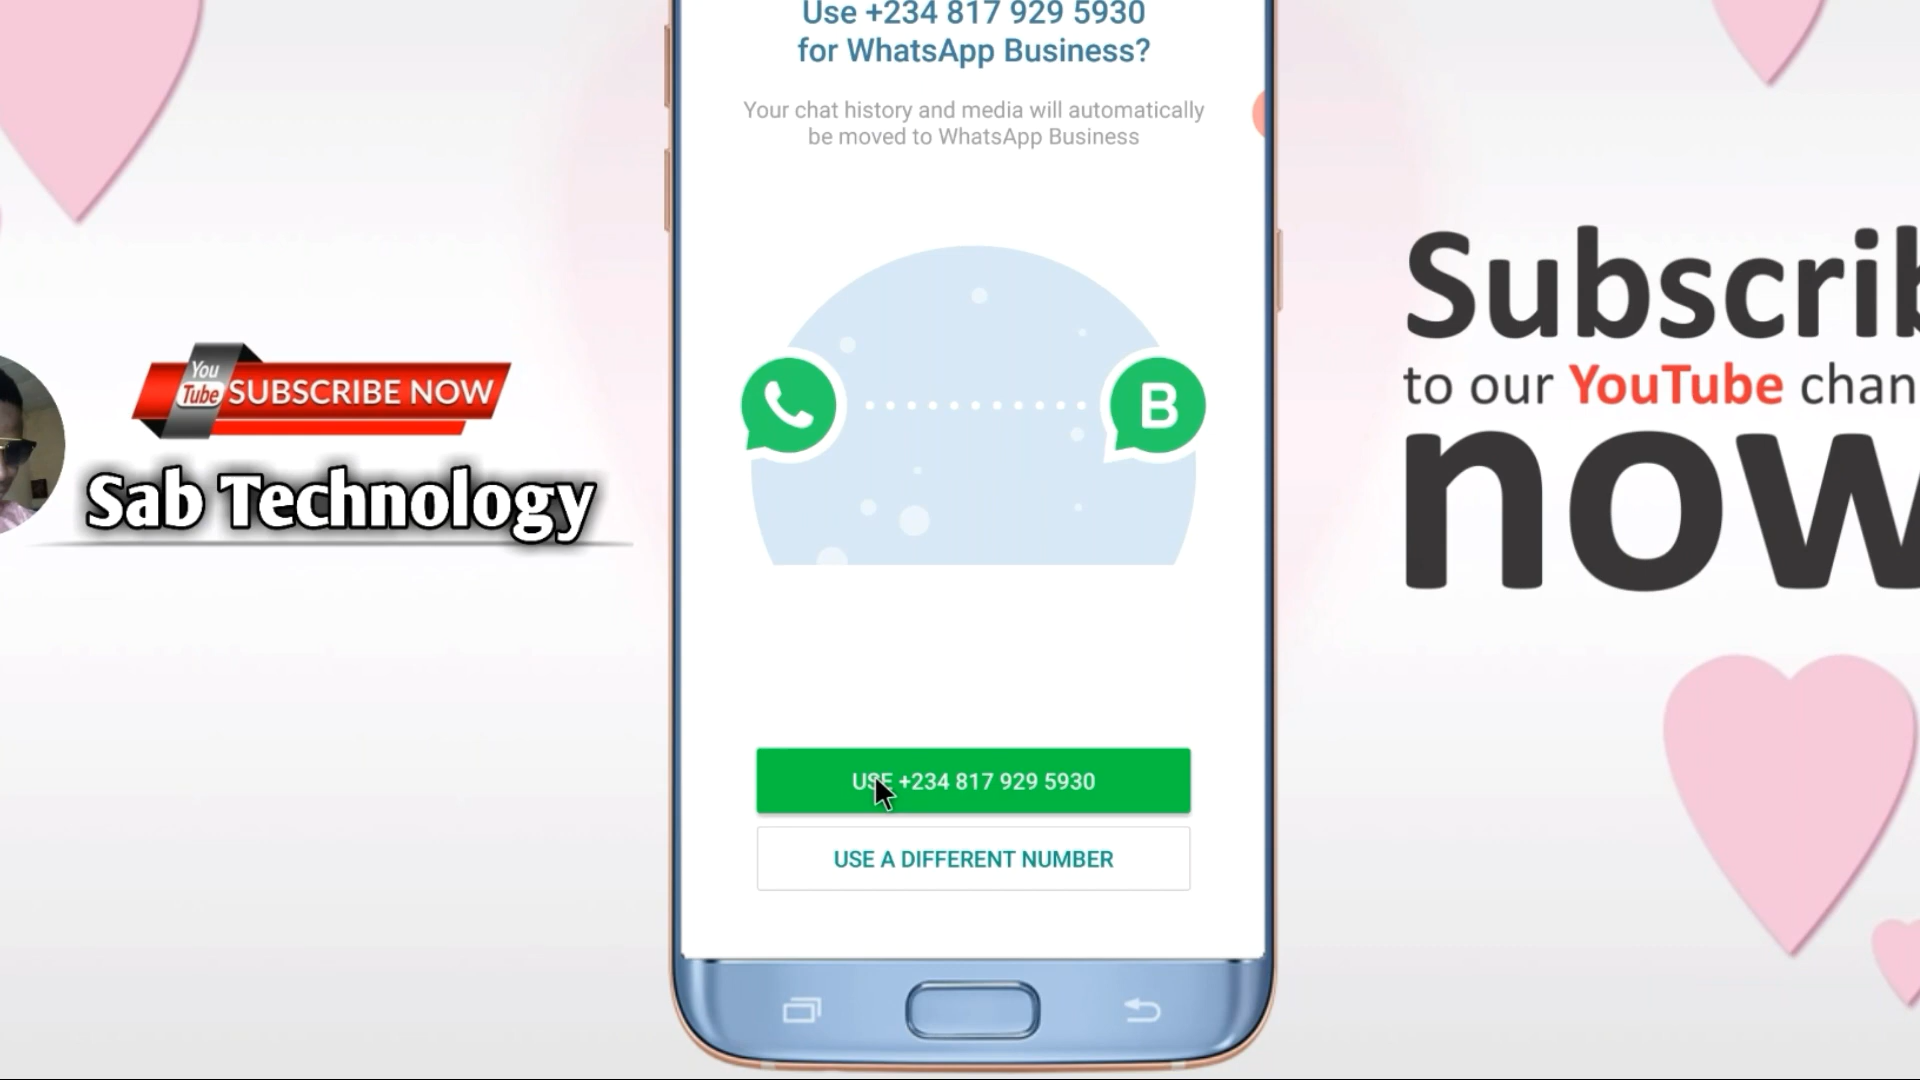 Use +234 817 929 5930
for WhatsApp Business?
Your chat history and media will automatically
be moved to WhatsApp Business
B
USE +234 817 929 5930
USE A DIFFERENT NUMBER
You
Tube SUBSCRIBE NOW
Sab Technology
Subscrib
to our YouTube chan
now